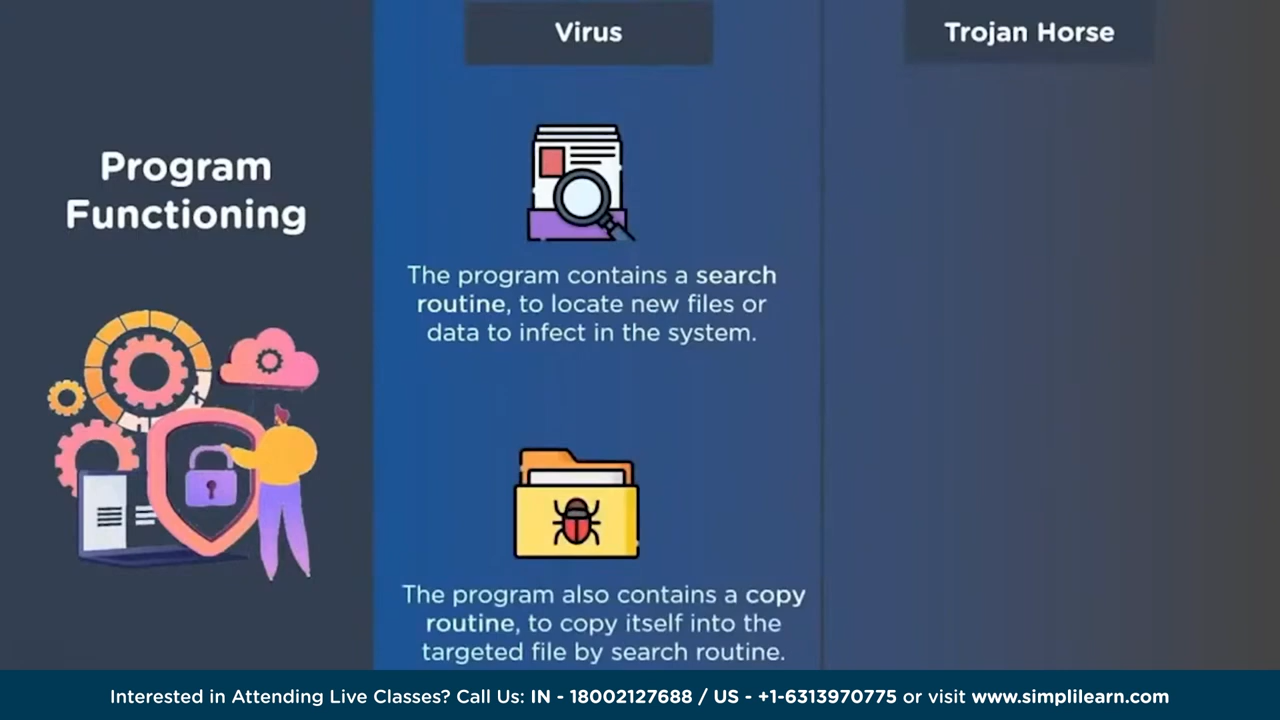 Virus
Trojan Horse
Program
Functioning
The program contains a search
routine, to locate new files or
data to infect in the system.
The program also contains a copy
routine, to copy itself into the
targeted file by search routine.
Interested in Attending Live Classes? Call Us: IN - 18002127688 / US - +1-6313970775 or visit www.simplilearn.com